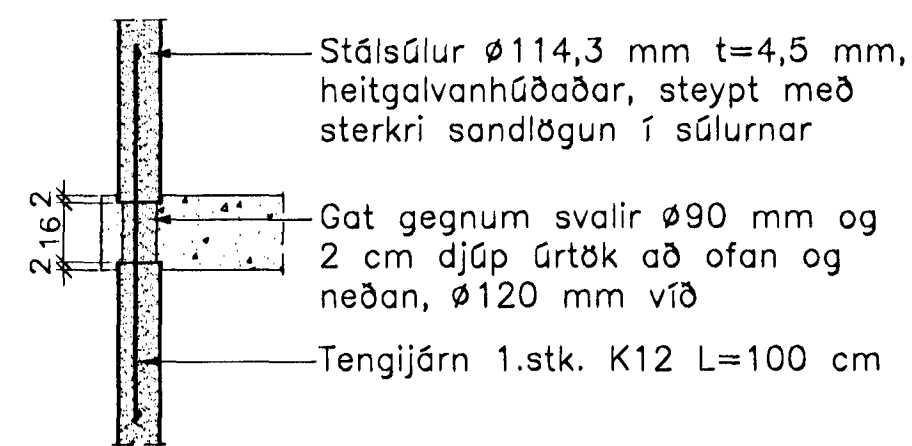 Stálsúlur ø114,3 mm t=4,5 mm,
heitgalvanhúðaðar, steypt með
sterkri sandlögun í súlurnar
2
16
2
Gat gegnum svalir ø90 mm og
2 cm djúp úrtök að ofan og
neðan, ø120 mm víð
Tengijárn 1.stk. K12 L=100 cm